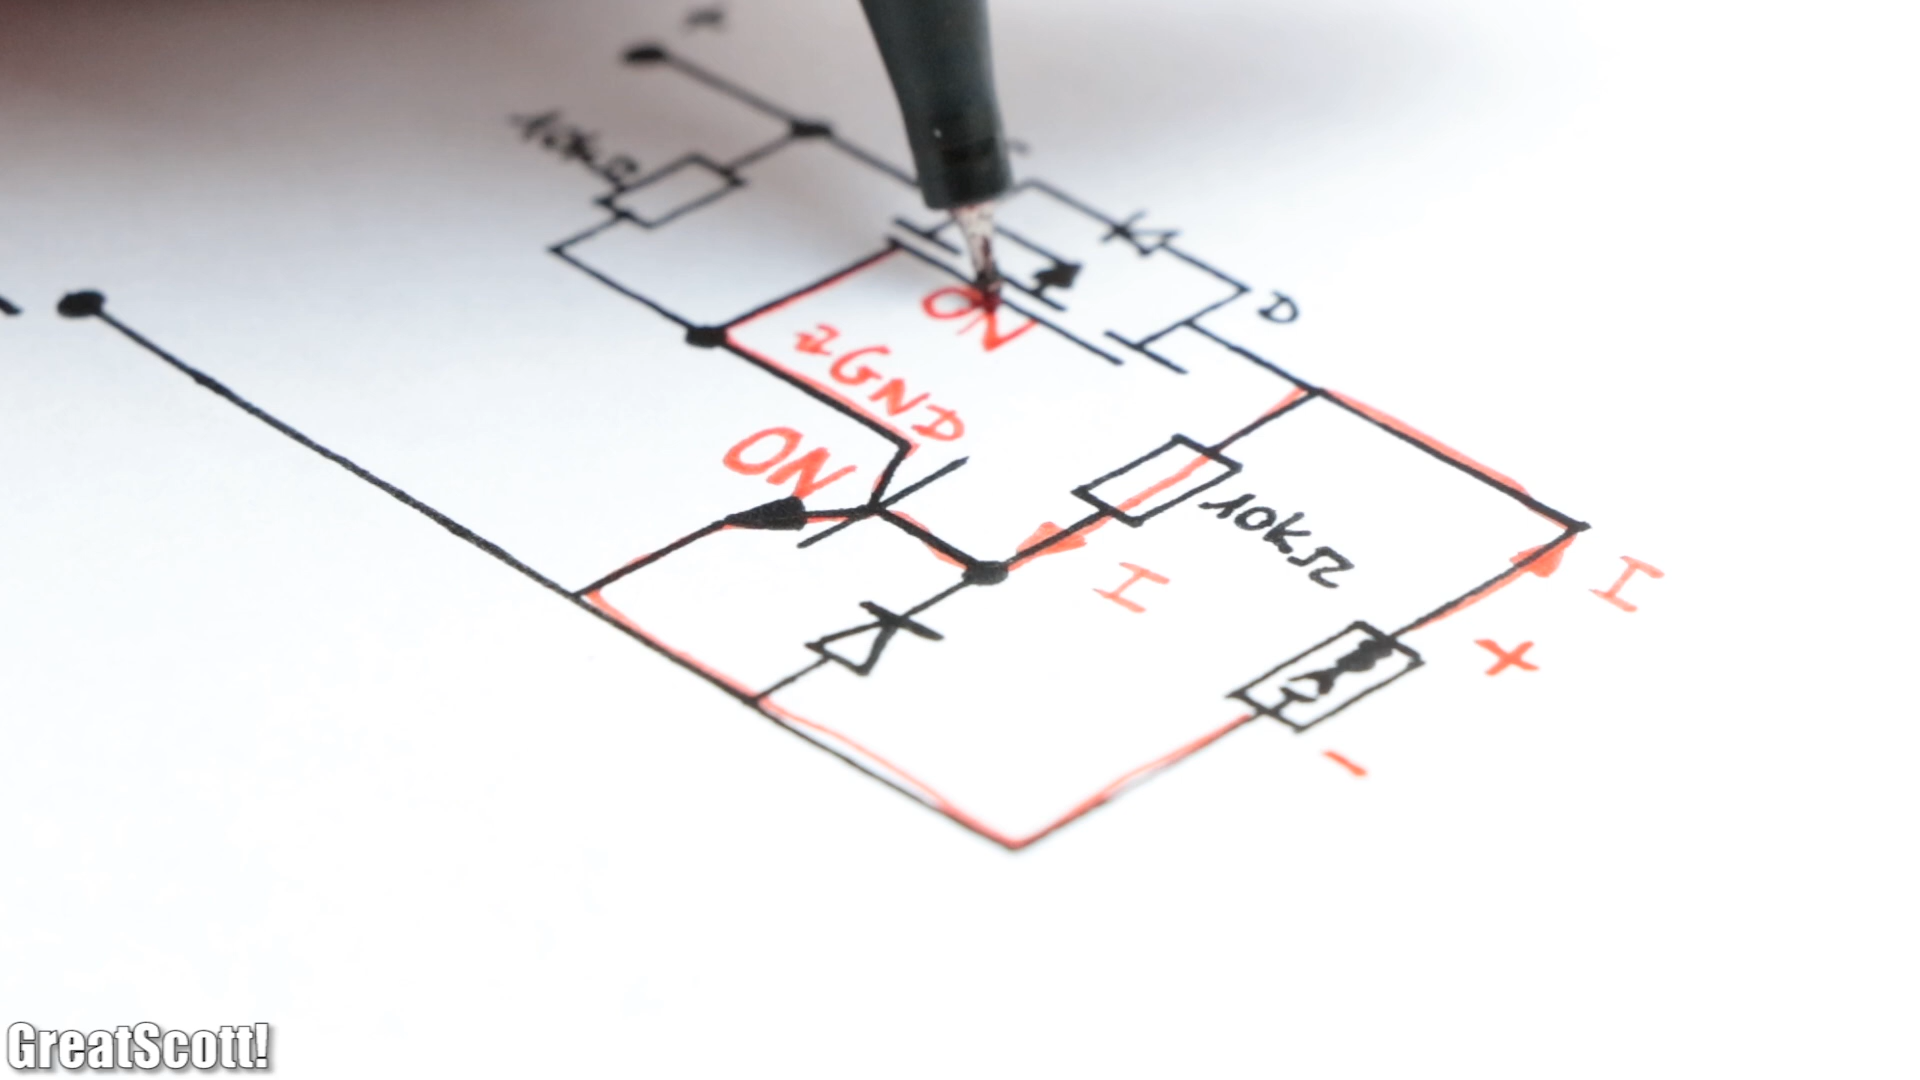 10kΩ
D
ON
≈GND
ON
10kΩ
I
I
+
-
GreatScott!